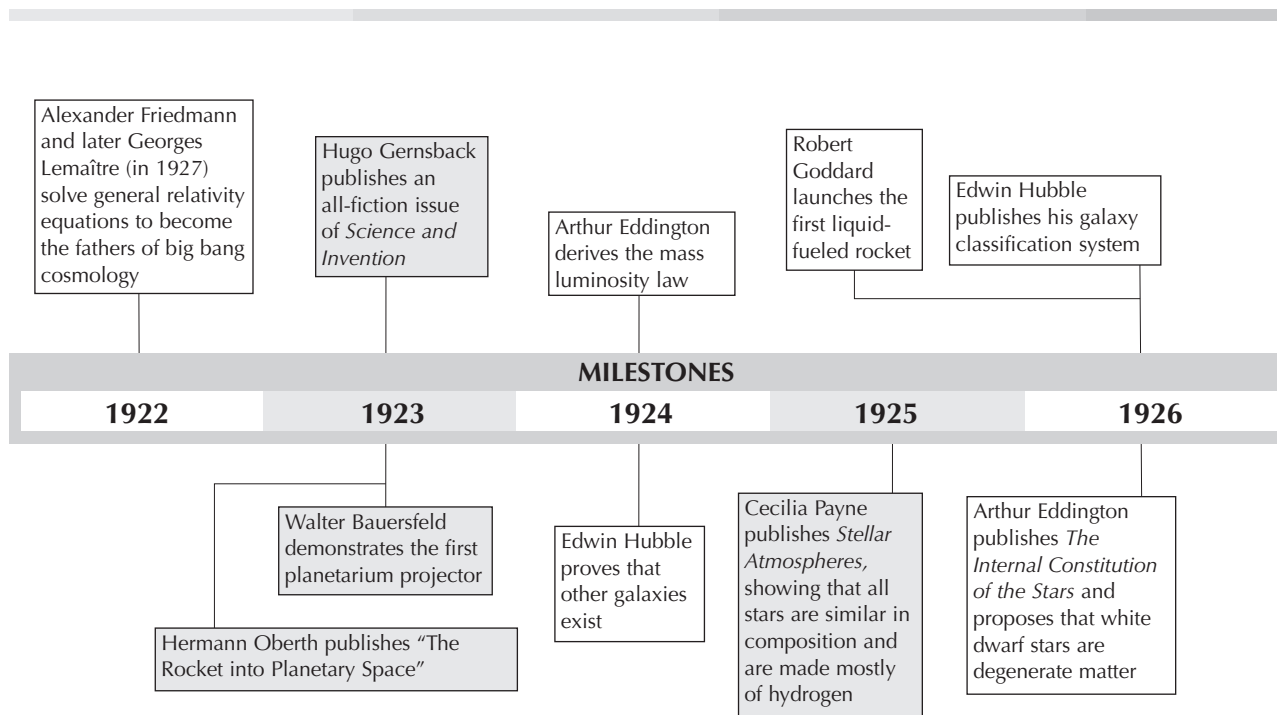 Alexander Friedmann
and later Georges
Lemaître (in 1927)
solve general relativity
equations to become
the fathers of big bang
cosmology
Hugo Gernsback
publishes an
all-fiction issue
of Science and
Invention
Arthur Eddington
derives the mass
luminosity law
Robert
Goddard
launches the
first liquid-
fueled rocket
Edwin Hubble
publishes his galaxy
classification system
MILESTONES
1922
1923
1924
1925
1926
Walter Bauersfeld
demonstrates the first
planetarium projector
Hermann Oberth publishes “The
Rocket into Planetary Space”
Edwin Hubble
proves that
other galaxies
exist
Cecilia Payne
publishes Stellar
Atmospheres,
showing that all
stars are similar in
composition and
are made mostly
of hydrogen
Arthur Eddington
publishes The
Internal Constitution
of the Stars and
proposes that white
dwarf stars are
degenerate matter